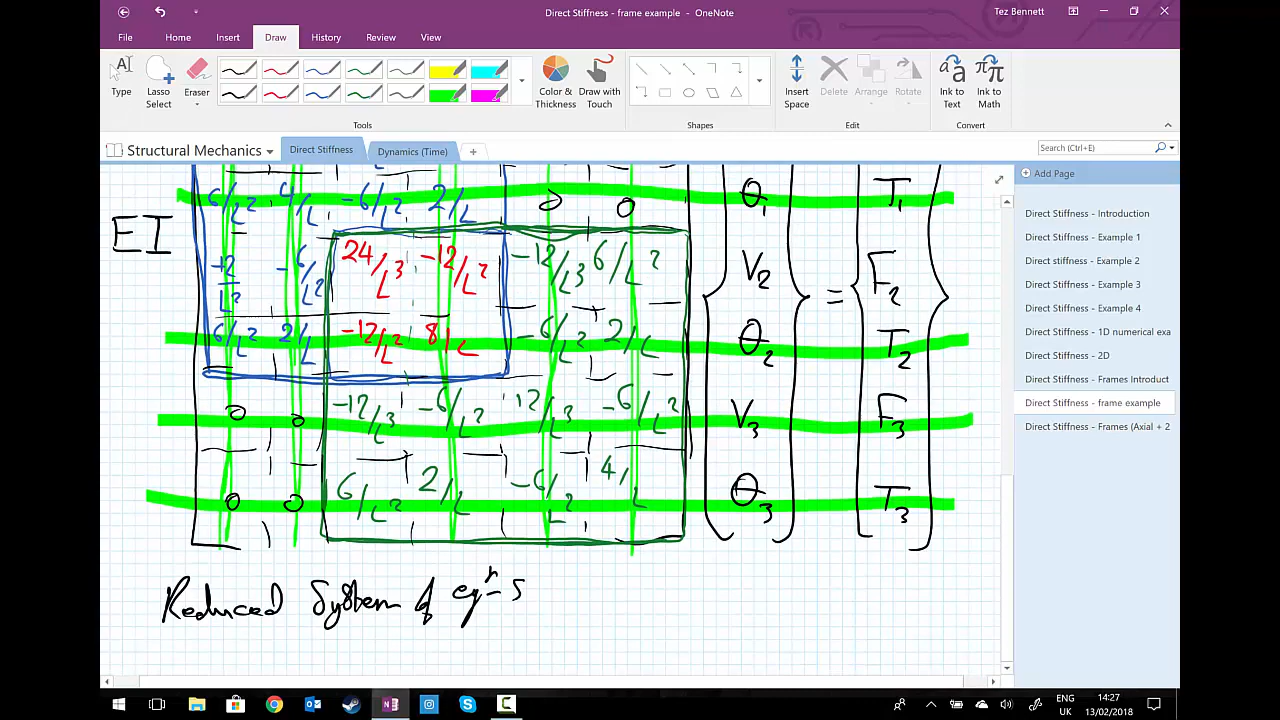 Direct Stiffness - frame example - OneNote
Tez Bennett
File Home Insert Draw History Review View
Type
Lasso Select
Eraser
Color & Thickness
Draw with Touch
Insert Space
Delete
Arrange
Rotate
Ink to Text
Ink to Math
Tools
Shapes
Edit
Convert
Structural Mechanics
Direct Stiffness
Dynamics (Time)
Search (Ctrl+E)
Add Page
Direct Stiffness - Introduction
Direct Stiffness - Example 1
Direct stiffness - Example 2
Direct Stiffness - Example 3
Direct Stiffness - Example 4
Direct Stiffness - 1D numerical exa
Direct Stiffness - 2D
Direct Stiffness - Frames Introduct
Direct Stiffness - frame example
Direct Stiffness - Frames (Axial + 2
EI
6/L² 4/L -6/L² 2/L 0 0 θ₁ T₁
-12/L² -6/L² 24/L³ -12/L² -12/L³ 6/L² V₂ = F₂
6/L² 2/L -12/L² 8/L -6/L² 2/L θ₂ T₂
0 0 -12/L³ -6/L² 12/L³ -6/L² V₃ F₃
0 0 6/L² 2/L -6/L² 4/L θ₃ T₃
Reduced System of eqⁿs
ENG
UK
14:27
13/02/2018